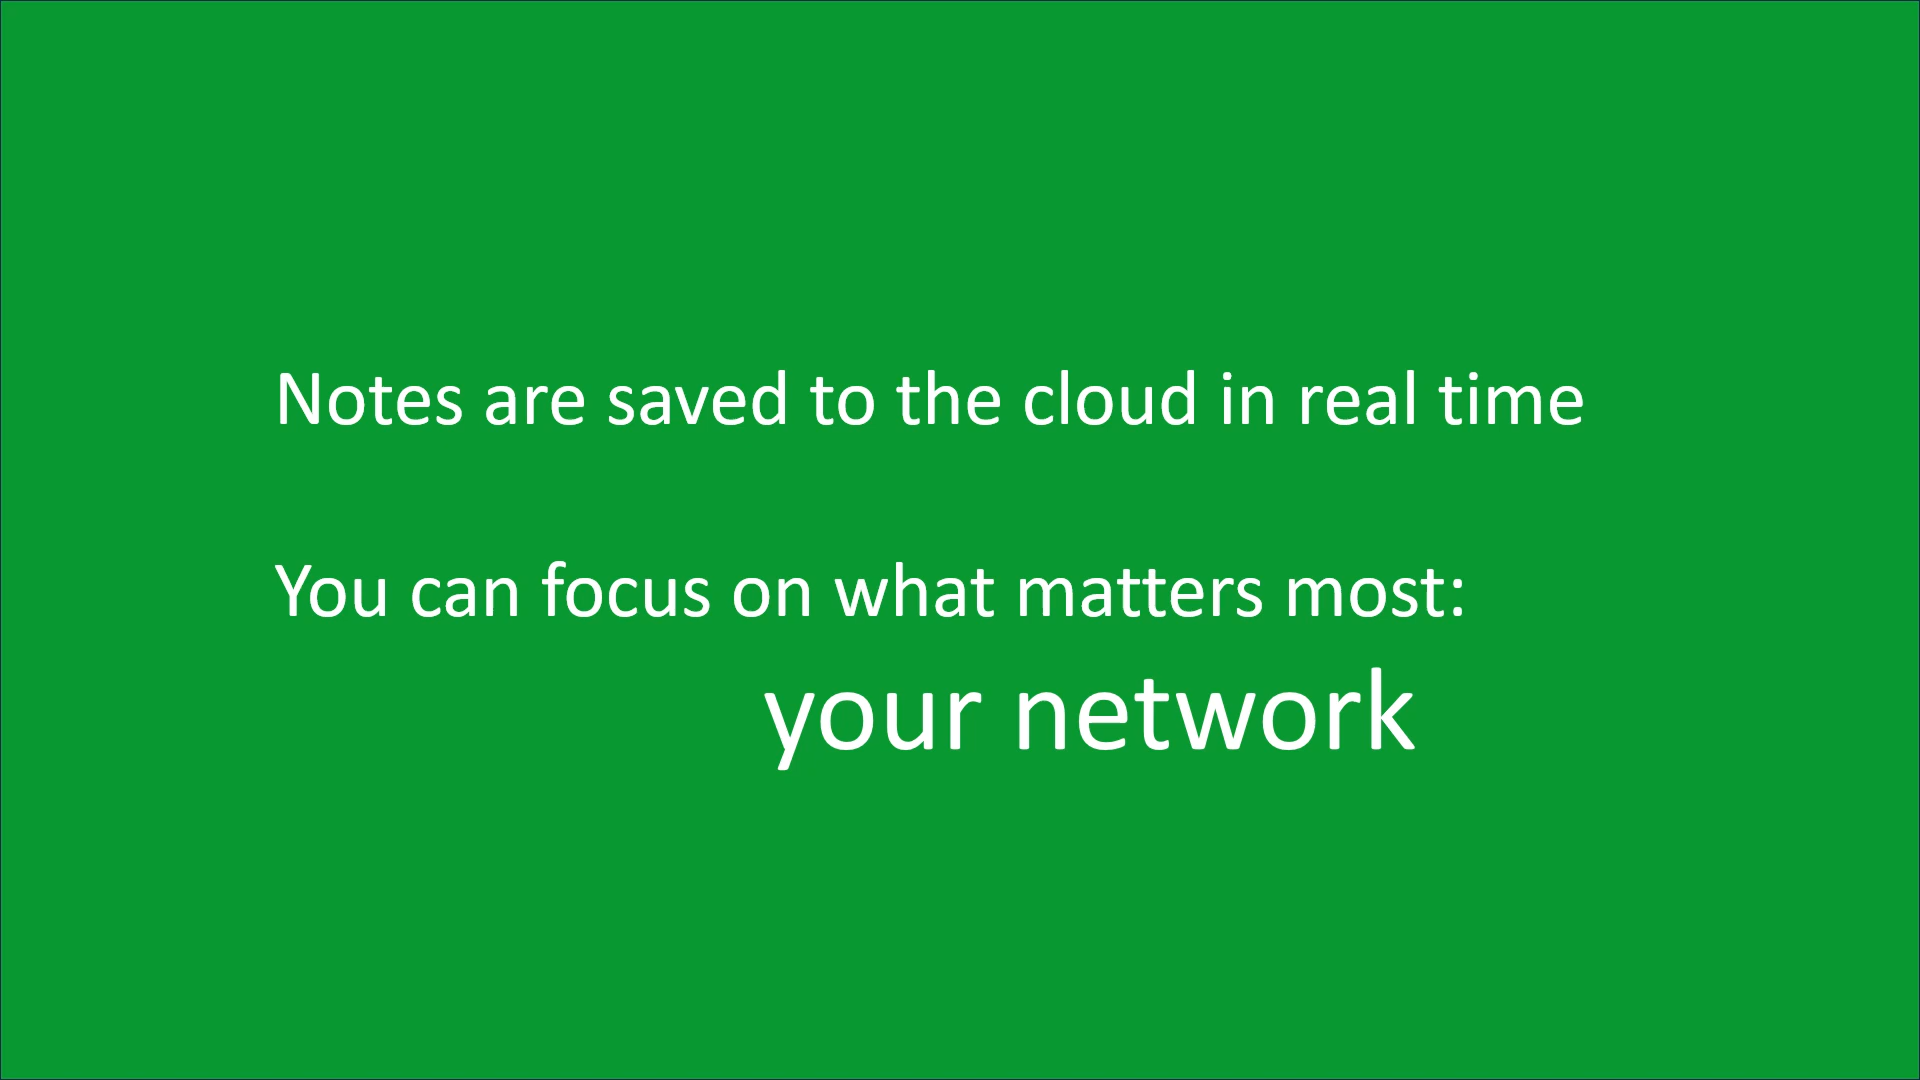 Notes are saved to the cloud in real time
You can focus on what matters most:
your network